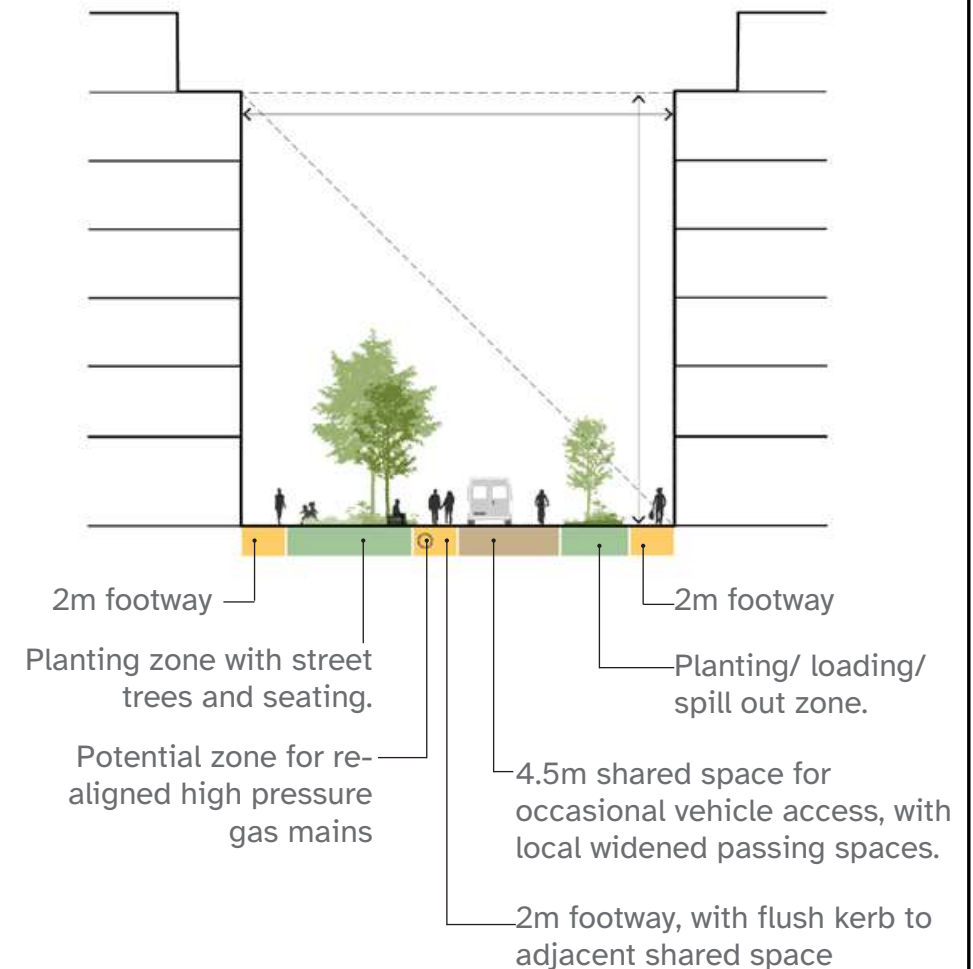 2m footway
Planting zone with street
trees and seating.
Potential zone for re-
aligned high pressure
gas mains
2m footway
Planting/ loading/
spill out zone.
4.5m shared space for
occasional vehicle access, with
local widened passing spaces.
2m footway, with flush kerb to
adjacent shared space